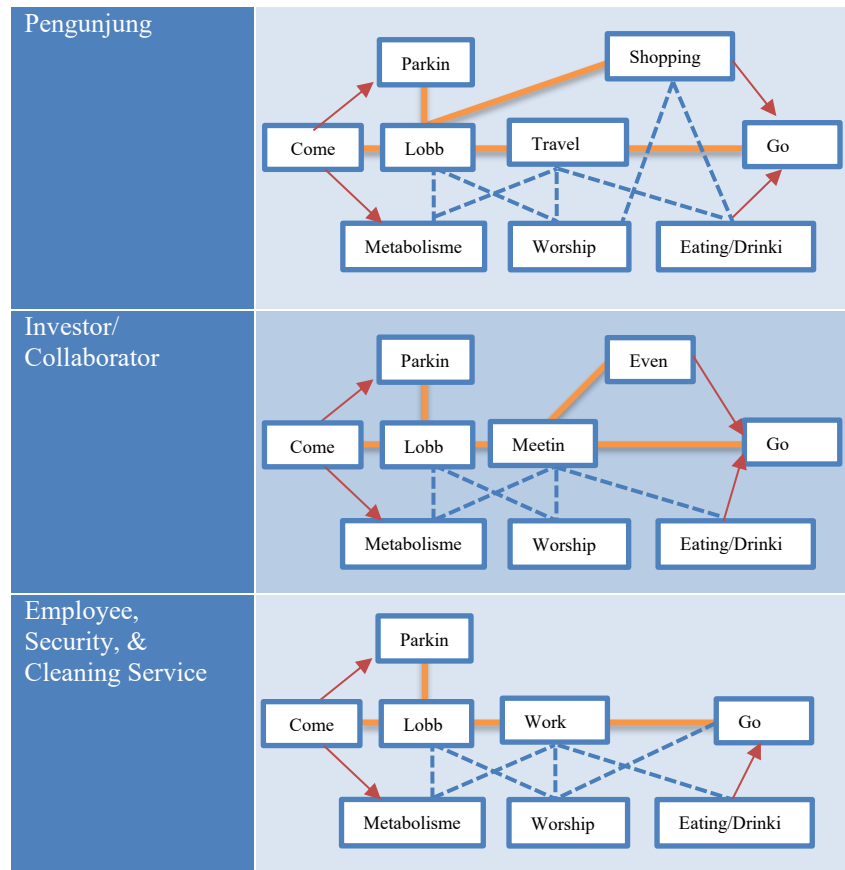 Pengunjung
Parkin
Shopping
Come
Lobb
Travel
Go
Metabolisme
Worship
Eating/Drinki
Investor/
Collaborator
Parkin
Even
Come
Lobb
Meetin
Go
Metabolisme
Worship
Eating/Drinki
Employee,
Security, &
Cleaning Service
Parkin
Come
Lobb
Work
Go
Metabolisme
Worship
Eating/Drinki